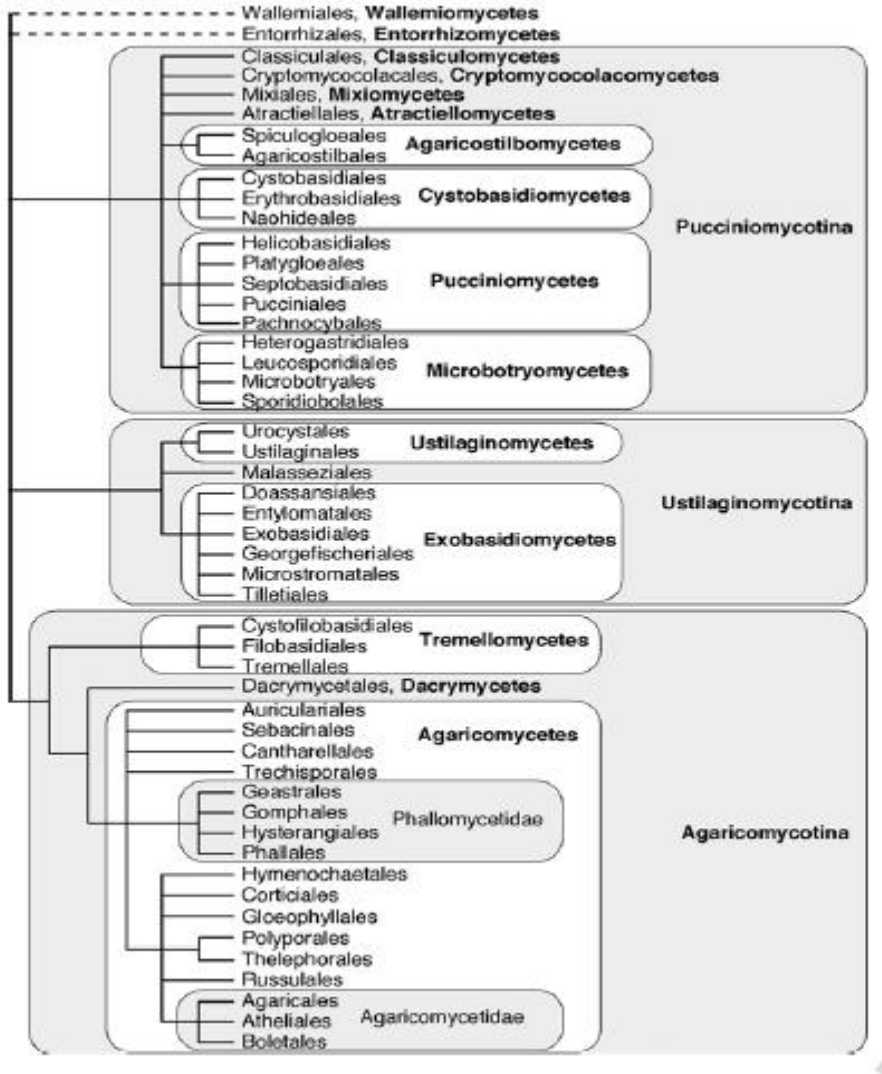 Wallemiales, Wallemiomycetes
Entorrhizales, Entorrhizomycetes
Classiculales, Classiculomycetes
Cryptomycocolacales, Cryptomycocolacomycetes
Mixiales, Mixiomycetes
Atractiellales, Atractiellomycetes
Spiculogloeales
Agaricostilbomycetes
Agaricostilbales
Cystobasidiales
Erythrobasidiales
Cystobasidiomycetes
Naohideales
Pucciniomycotina
Helicobasidiales
Platygloeales
Septobasidiales
Pucciniomycetes
Pucciniales
Pachnocybales
Heterogastridiales
Leucosporidiales
Microbotryomycetes
Microbotryales
Sporidiobolales
Urocystales
Ustilaginomycetes
Ustilaginales
Malasseziales
Doassansiales
Ustilaginomycotina
Entylomatales
Exobasidiales
Exobasidiomycetes
Georgefischeriales
Microstromatales
Tilletiales
Cystofilobasidiales
Tremellomycetes
Filobasidiales
Tremellales
Dacrymycetales, Dacrymycetes
Auriculariales
Sebacinales
Agaricomycetes
Cantharellales
Trechisporales
Geastrales
Gomphales
Phallomycetidae
Hysterangiales
Agaricomycotina
Phallales
Hymenochaetales
Corticiales
Gloeophyllales
Polyporales
Thelephorales
Russulales
Agaricales
Atheliales
Agaricomycetidae
Boletales